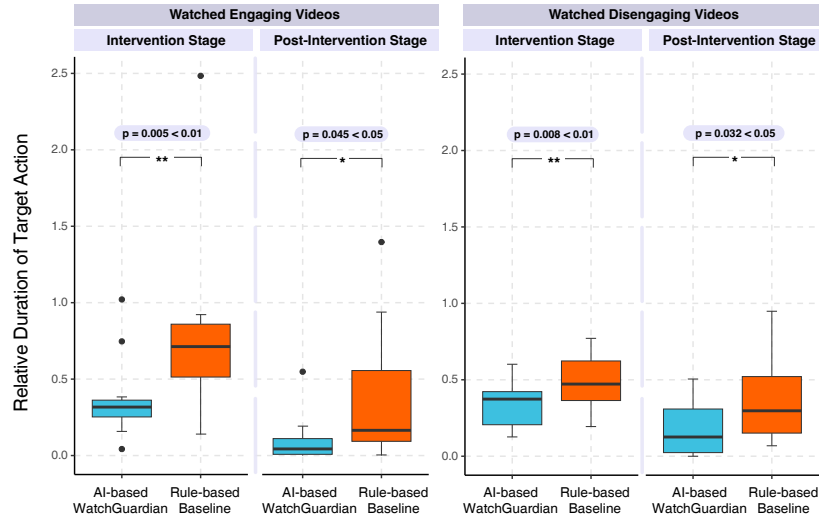 Watched Engaging Videos
Watched Disengaging Videos
Intervention Stage
Post-Intervention Stage
Intervention Stage
Post-Intervention Stage
Relative Duration of Target Action
2.5
2.0
1.5
1.0
0.5
0.0
p = 0.005 < 0.01
**
p = 0.045 < 0.05
*
2.5
2.0
1.5
1.0
0.5
0.0
p = 0.008 < 0.01
**
p = 0.032 < 0.05
*
AI-based
WatchGuardian
Rule-based
Baseline
AI-based
WatchGuardian
Rule-based
Baseline
AI-based
WatchGuardian
Rule-based
Baseline
AI-based
WatchGuardian
Rule-based
Baseline